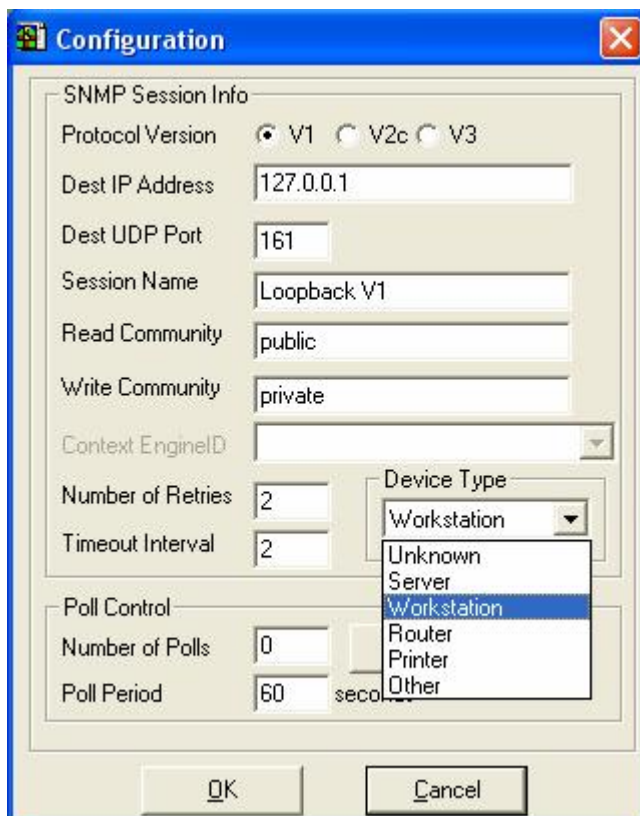 Configuration
SNMP Session Info
Protocol Version V1 V2c V3
Dest IP Address 127.0.0.1
Dest UDP Port 161
Session Name Loopback V1
Read Community public
Write Community private
Context EngineID
Number of Retries 2
Device Type
Workstation
Timeout Interval 2
Unknown
Server
Workstation
Router
Printer
Other
Poll Control
Number of Polls 0
Poll Period 60
OK Cancel